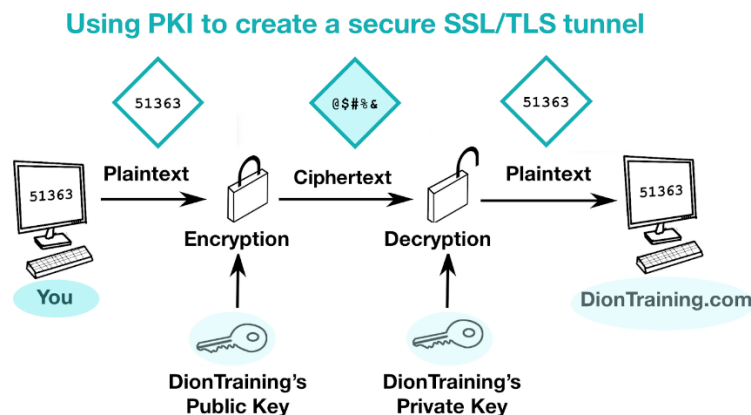 Using PKI to create a secure SSL/TLS tunnel
51363
@$#%&
51363
51363
Plaintext
Ciphertext
Plaintext
51363
Encryption
Decryption
You
DionTraining.com
DionTraining's
Public Key
DionTraining's
Private Key